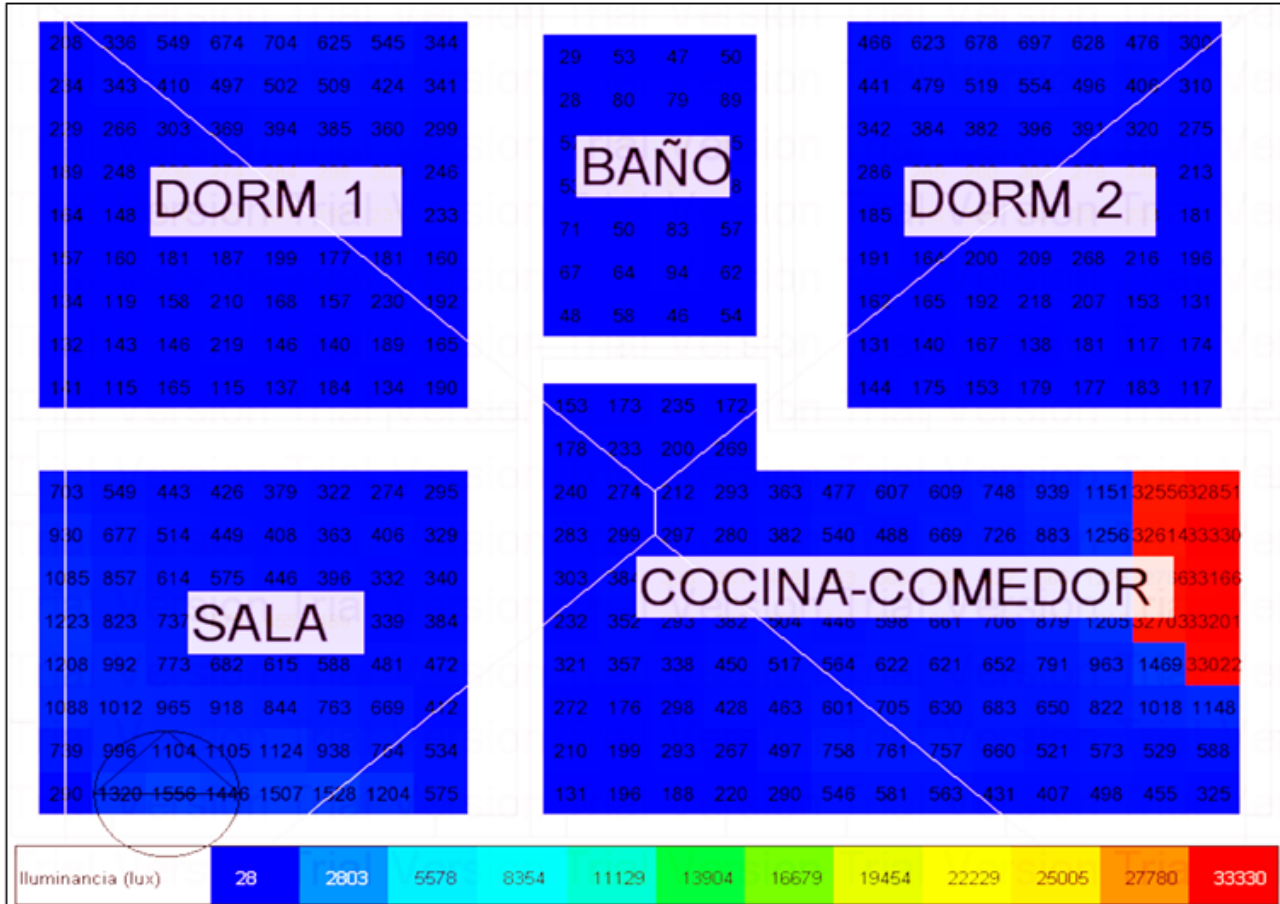 208 336 549 674 704 625 545 344
234 343 410 497 502 509 424 341
229 266 303 369 394 385 360 299
189 248 246
DORM 1
164 148 233
157 160 181 187 199 177 181 160
134 119 158 210 168 157 230 192
132 143 146 219 146 140 189 165
141 115 165 115 137 184 134 190
29 53 47 50
28 80 79 89
BAÑO
71 50 83 57
67 64 94 62
48 58 46 54
466 623 678 697 628 476 300
441 479 519 554 496 406 310
342 384 382 396 391 320 275
286 213
DORM 2
185 181
191 164 200 209 268 216 196
162 165 192 218 207 153 131
131 140 167 138 181 117 174
144 175 153 179 177 183 117
703 549 443 426 379 322 274 295
930 677 514 449 408 363 406 329
1085 857 614 575 446 396 332 340
1223 823 737 339 384
SALA
1208 992 773 682 615 588 481 472
1088 1012 965 918 844 763 669 412
739 996 1104 1105 1124 938 764 534
290 1320 1556 1446 1507 1528 1204 575
153 173 235 172
178 233 200 269
240 274 212 293 363 477 607 609 748 939 1151 32556 32851
283 299 297 280 382 540 488 669 726 883 1256 32614 33330
303 384 33166
COCINA-COMEDOR
232 352 293 382 504 446 598 661 706 879 1205 32703 33201
321 357 338 450 517 564 622 621 652 791 963 1469 33022
272 176 298 428 463 601 705 630 683 650 822 1018 1148
210 199 293 267 497 758 761 757 660 521 573 529 588
131 196 188 220 290 546 581 563 431 407 498 455 325
Iluminancia (lux) 28 2803 5578 8354 11129 13904 16679 19454 22229 25005 27780 33330